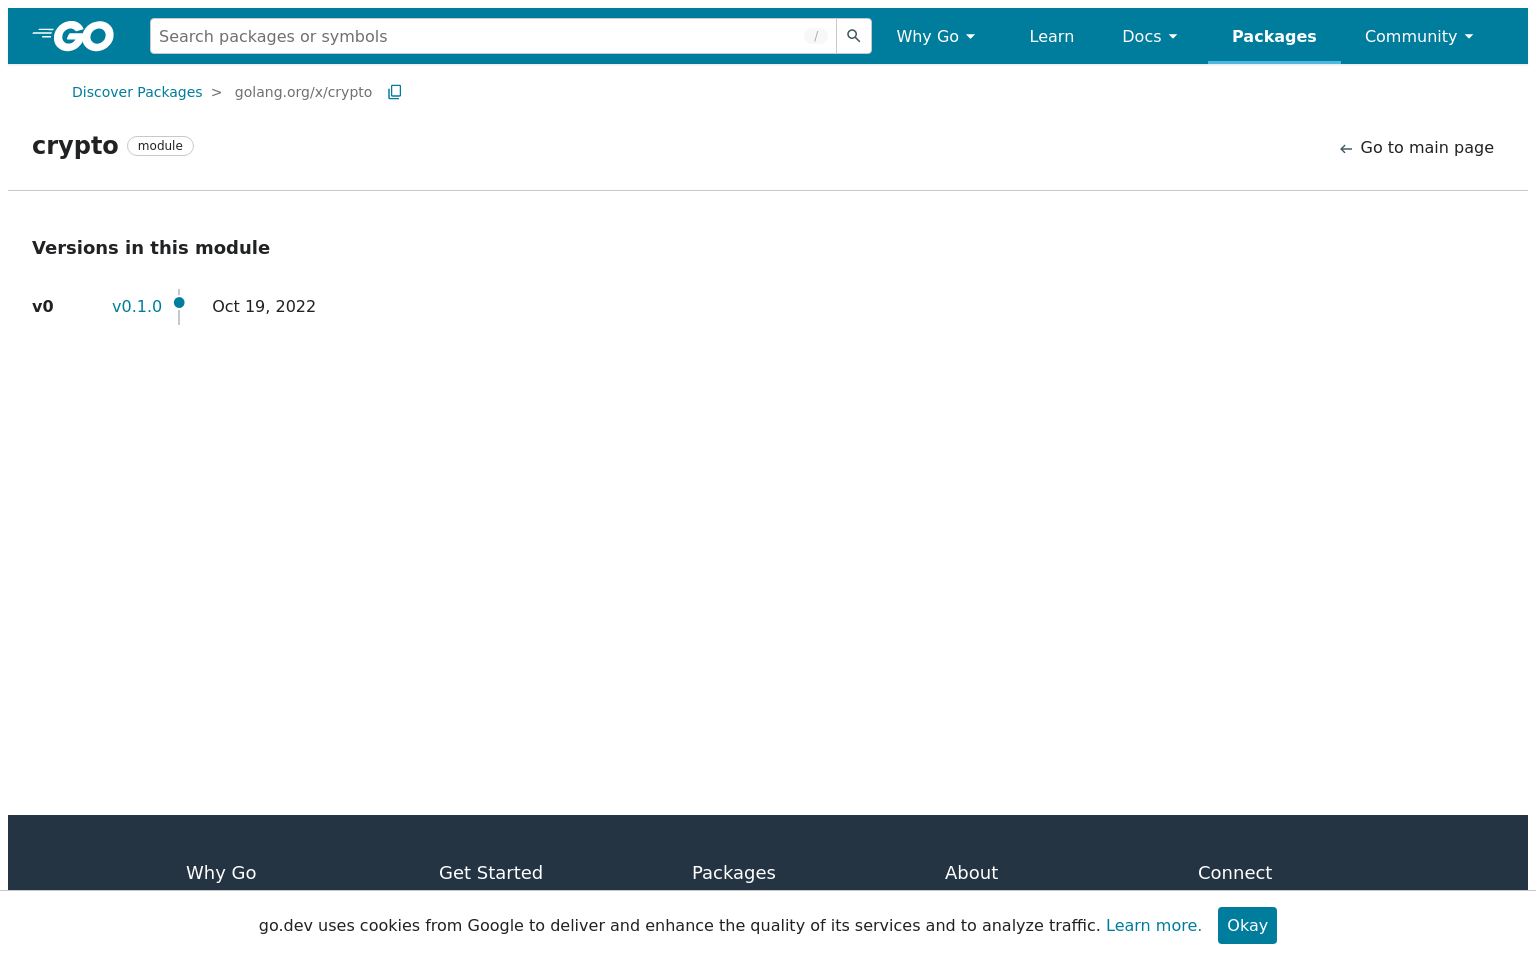 GO
Search packages or symbols
/
Why Go
Learn
Docs
Packages
Community
Discover Packages > golang.org/x/crypto
crypto module
Go to main page
Versions in this module
v0 v0.1.0 Oct 19, 2022
Why Go
Get Started
Packages
About
Connect
go.dev uses cookies from Google to deliver and enhance the quality of its services and to analyze traffic. Learn more.
Okay